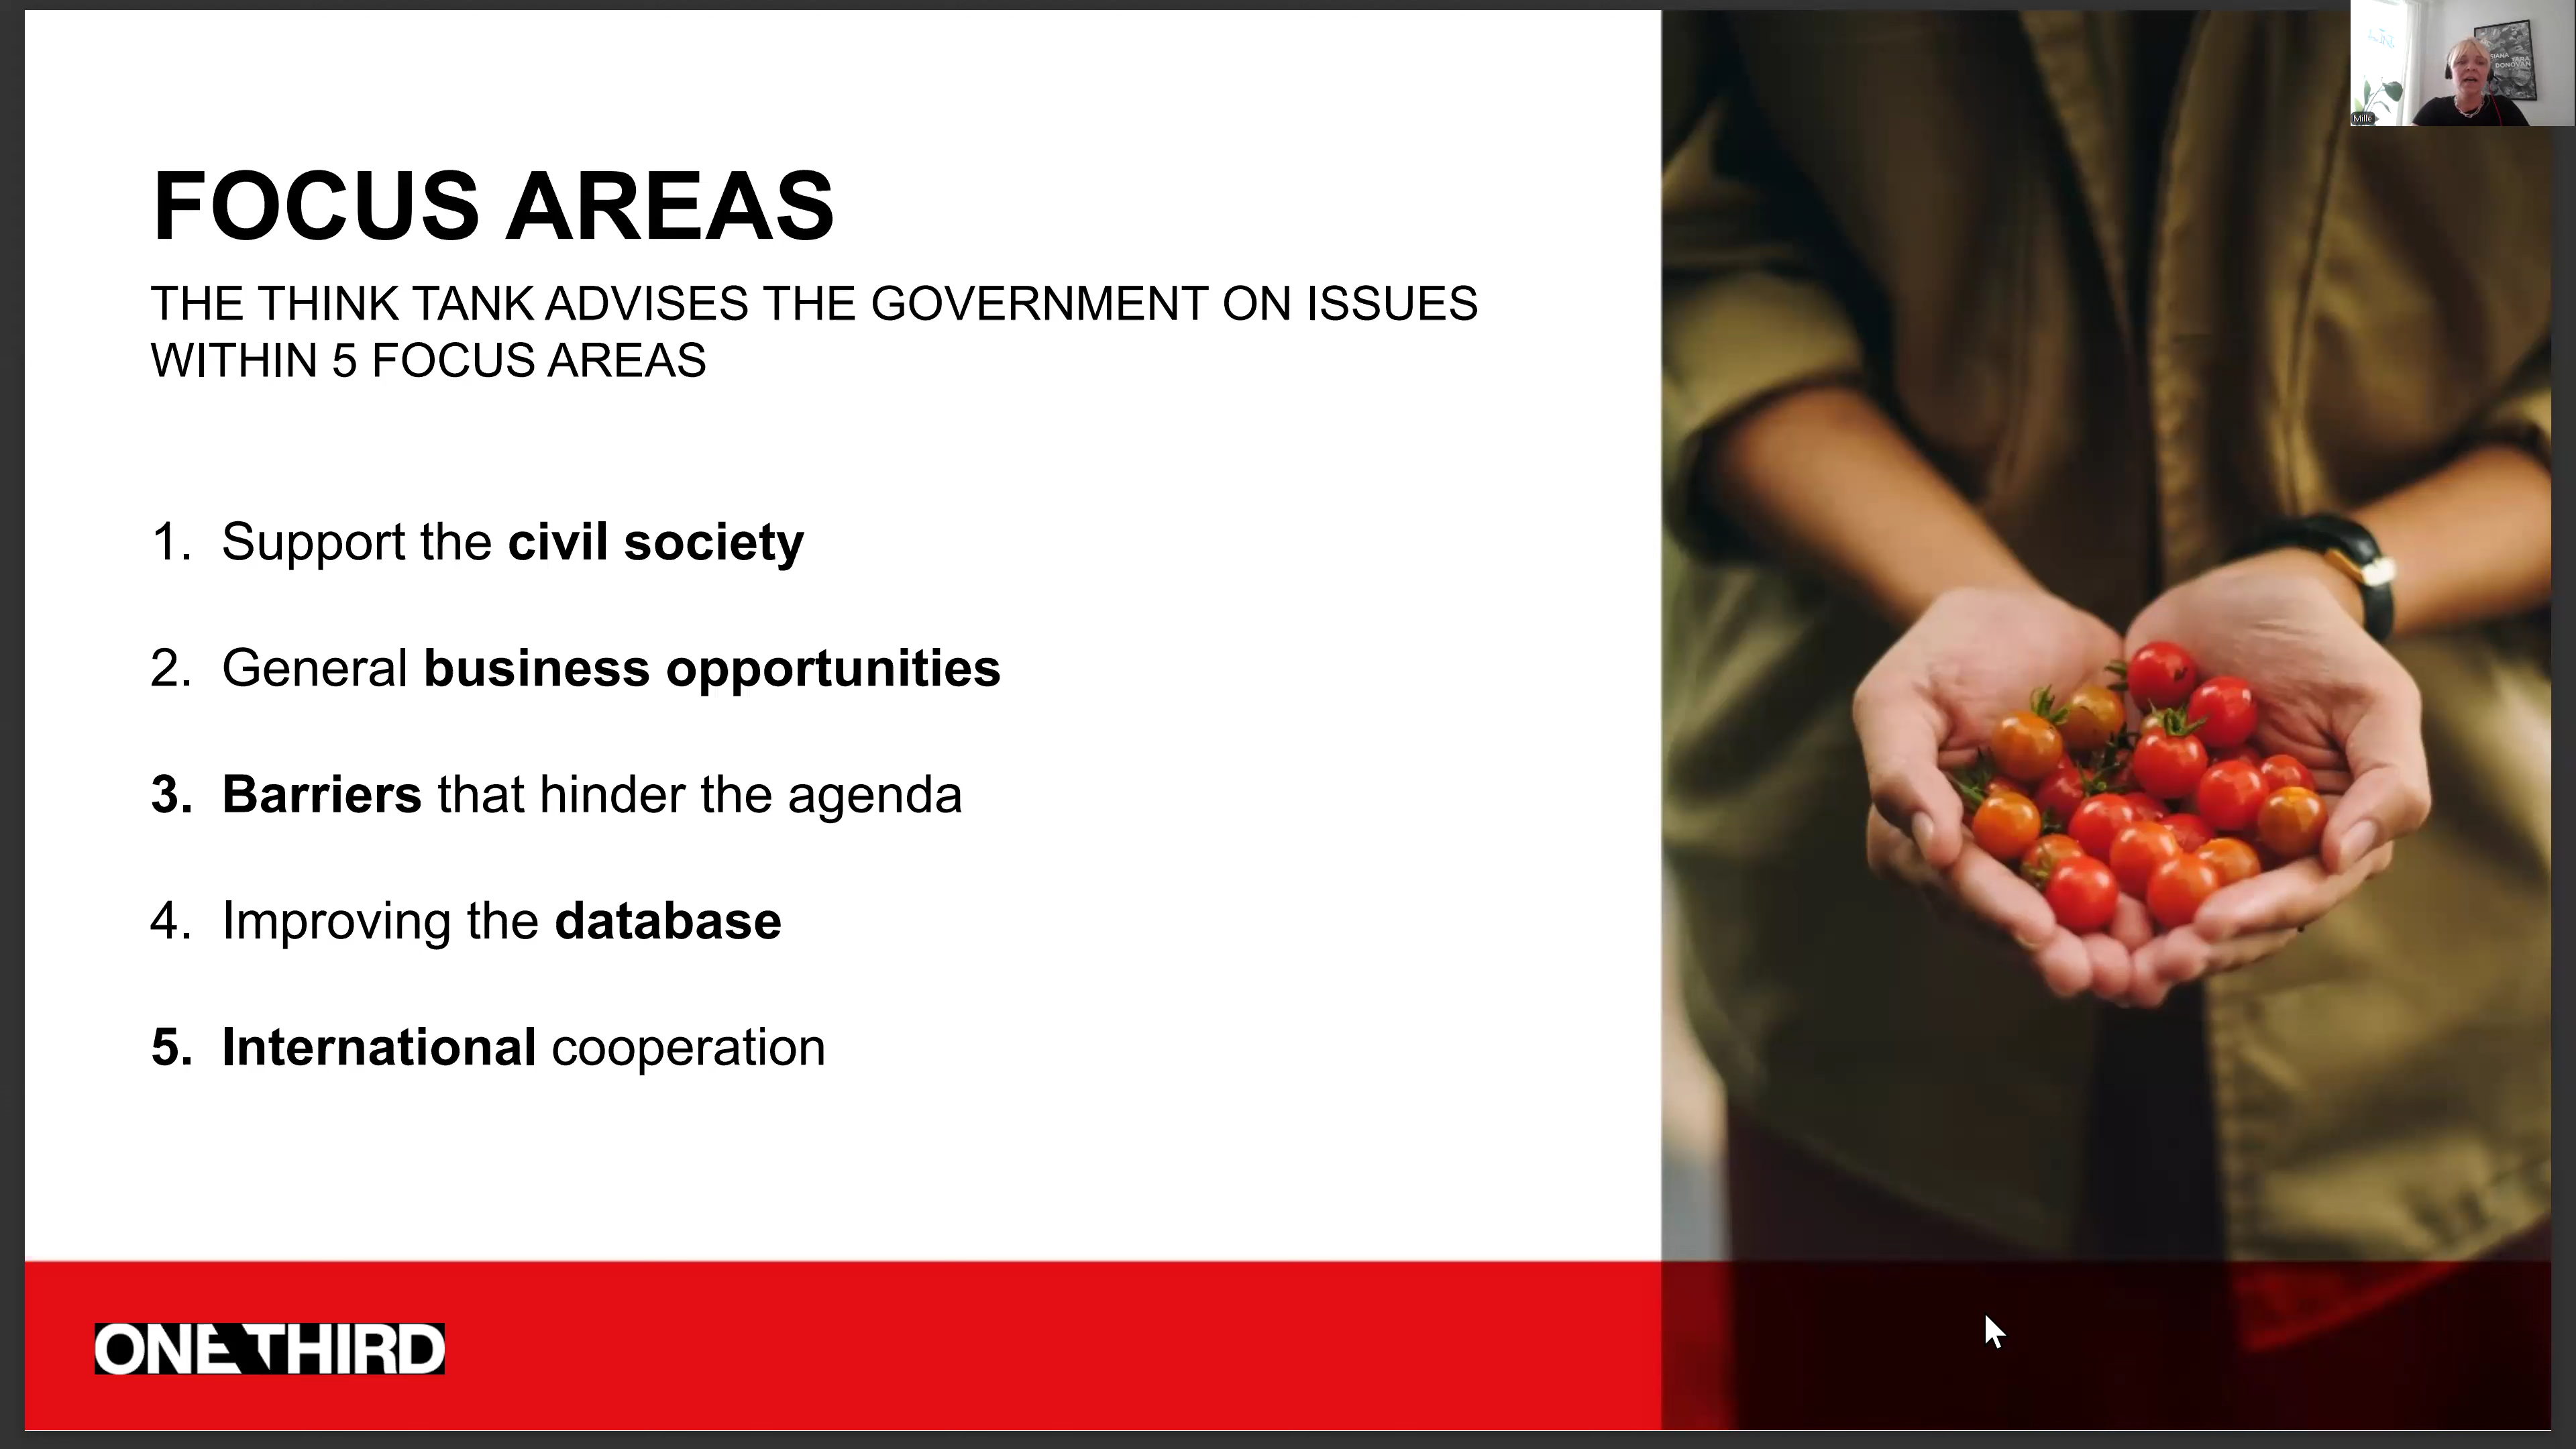 FOCUS AREAS
THE THINK TANK ADVISES THE GOVERNMENT ON ISSUES
WITHIN 5 FOCUS AREAS
1. Support the civil society
2. General business opportunities
3. Barriers that hinder the agenda
4. Improving the database
5. International cooperation
ONE THIRD
DONOVAN
Mille